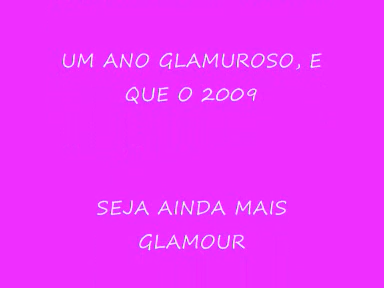 UM ANO GLAMUROSO, E
QUE O 2009
SEJA AINDA MAIS
GLAMOUR